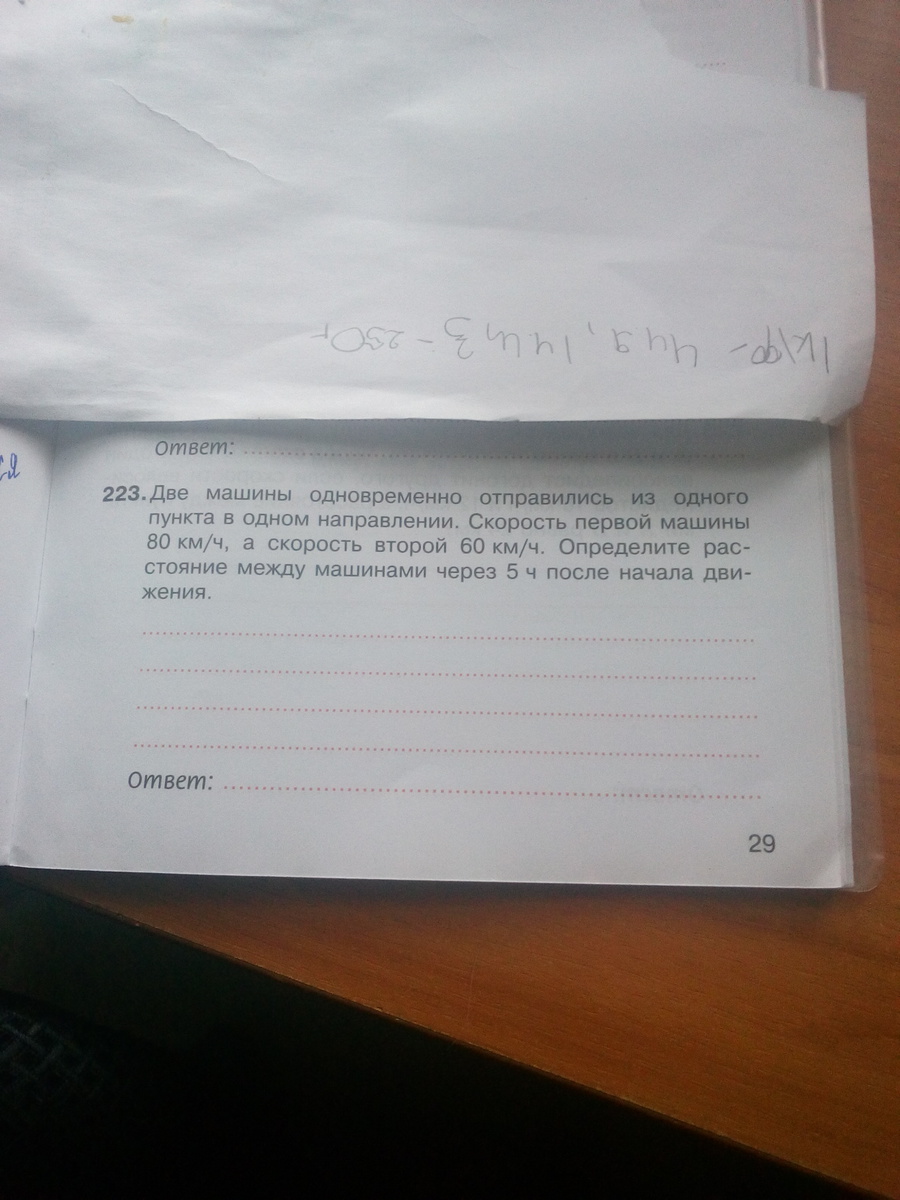 Ответ:
223. Две машины одновременно отправились из одного
пункта в одном направлении. Скорость первой машины
80 км/ч, а скорость второй 60 км/ч. Определите рас-
стояние между машинами через 5 ч после начала дви-
жения.
Ответ:
29